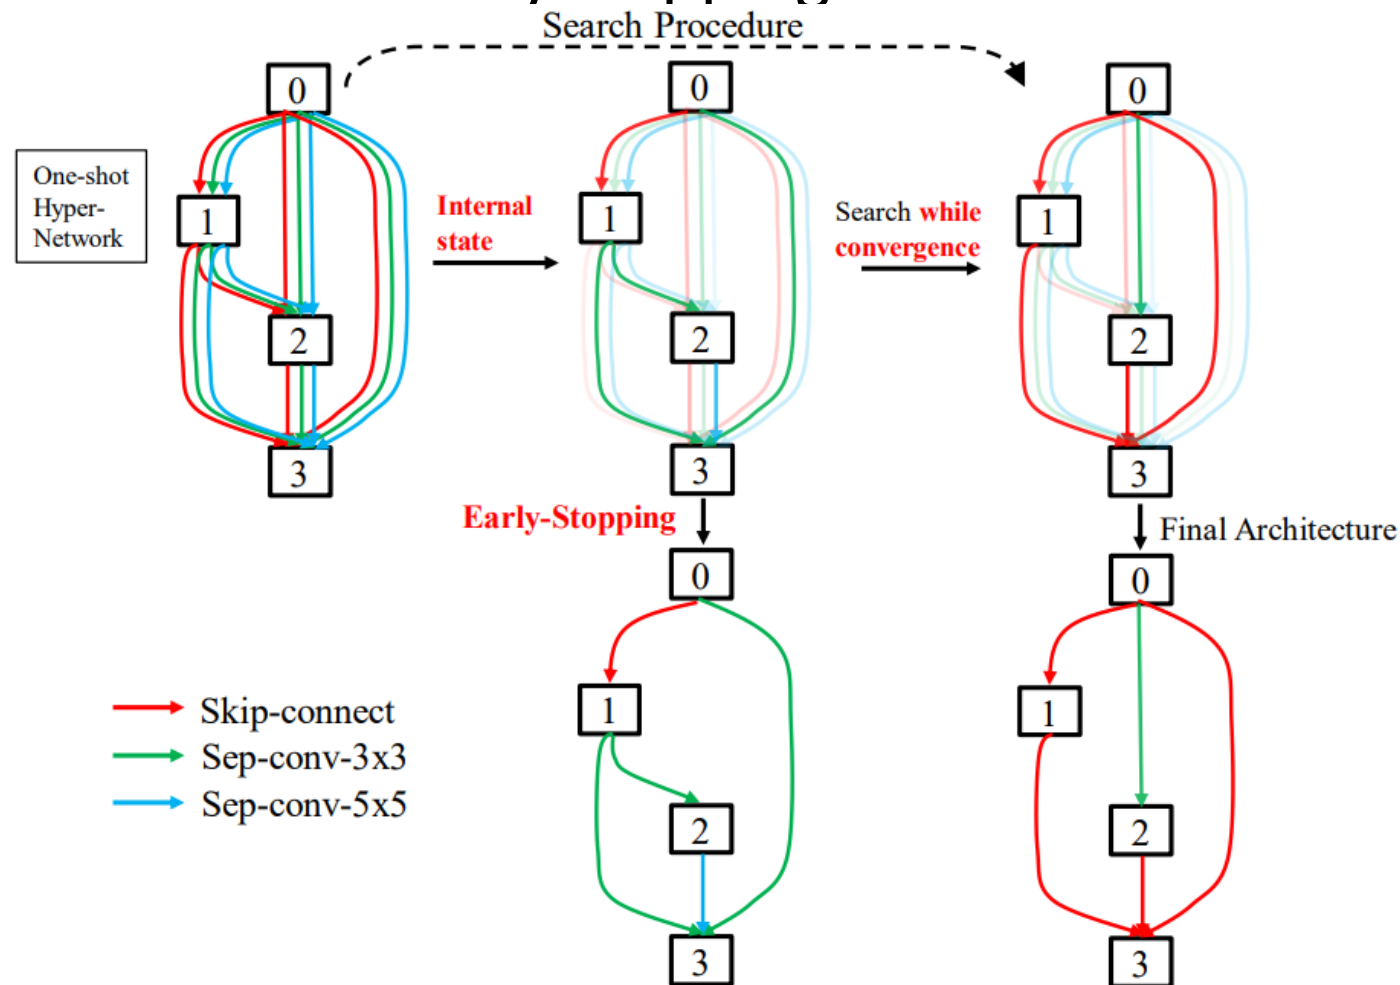 Search Procedure
0
0
0
One-shot
Hyper-
Network
1
Internal
state
1
Search while
convergence
1
2
2
2
3
3
3
Early-Stopping
Final Architecture
0
0
Skip-connect
Sep-conv-3x3
Sep-conv-5x5
1
1
2
2
3
3